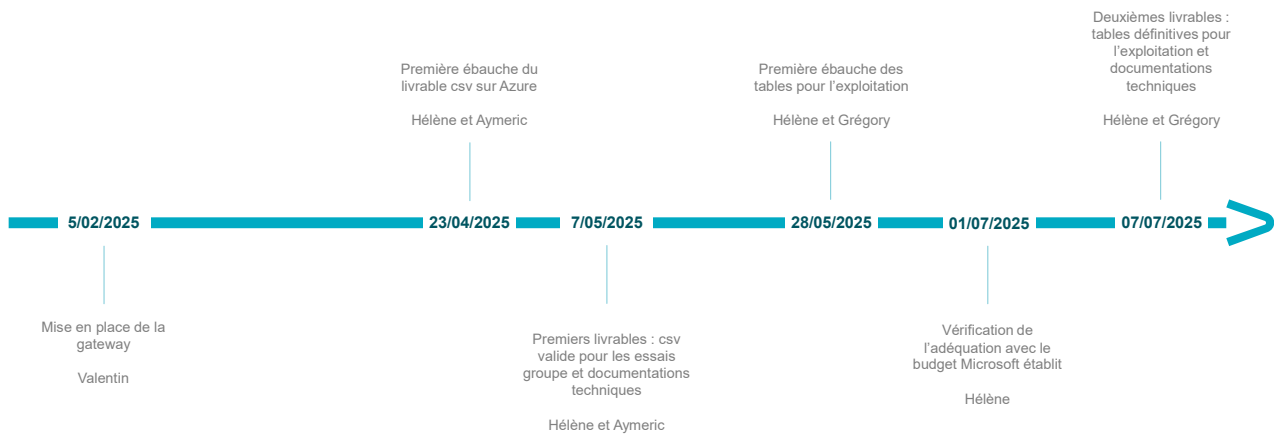 Deuxièmes livrables :
tables définitives pour
l'exploitation et
documentations
techniques
Hélène et Grégory
Première ébauche du
livrable csv sur Azure
Hélène et Aymeric
Première ébauche des
tables pour l'exploitation
Hélène et Grégory
5/02/2025
23/04/2025
7/05/2025
28/05/2025
01/07/2025
07/07/2025
Mise en place de la
gateway
Valentin
Premiers livrables : csv
valide pour les essais
groupe et documentations
techniques
Hélène et Aymeric
Vérification de
l'adéquation avec le
budget Microsoft établit
Hélène